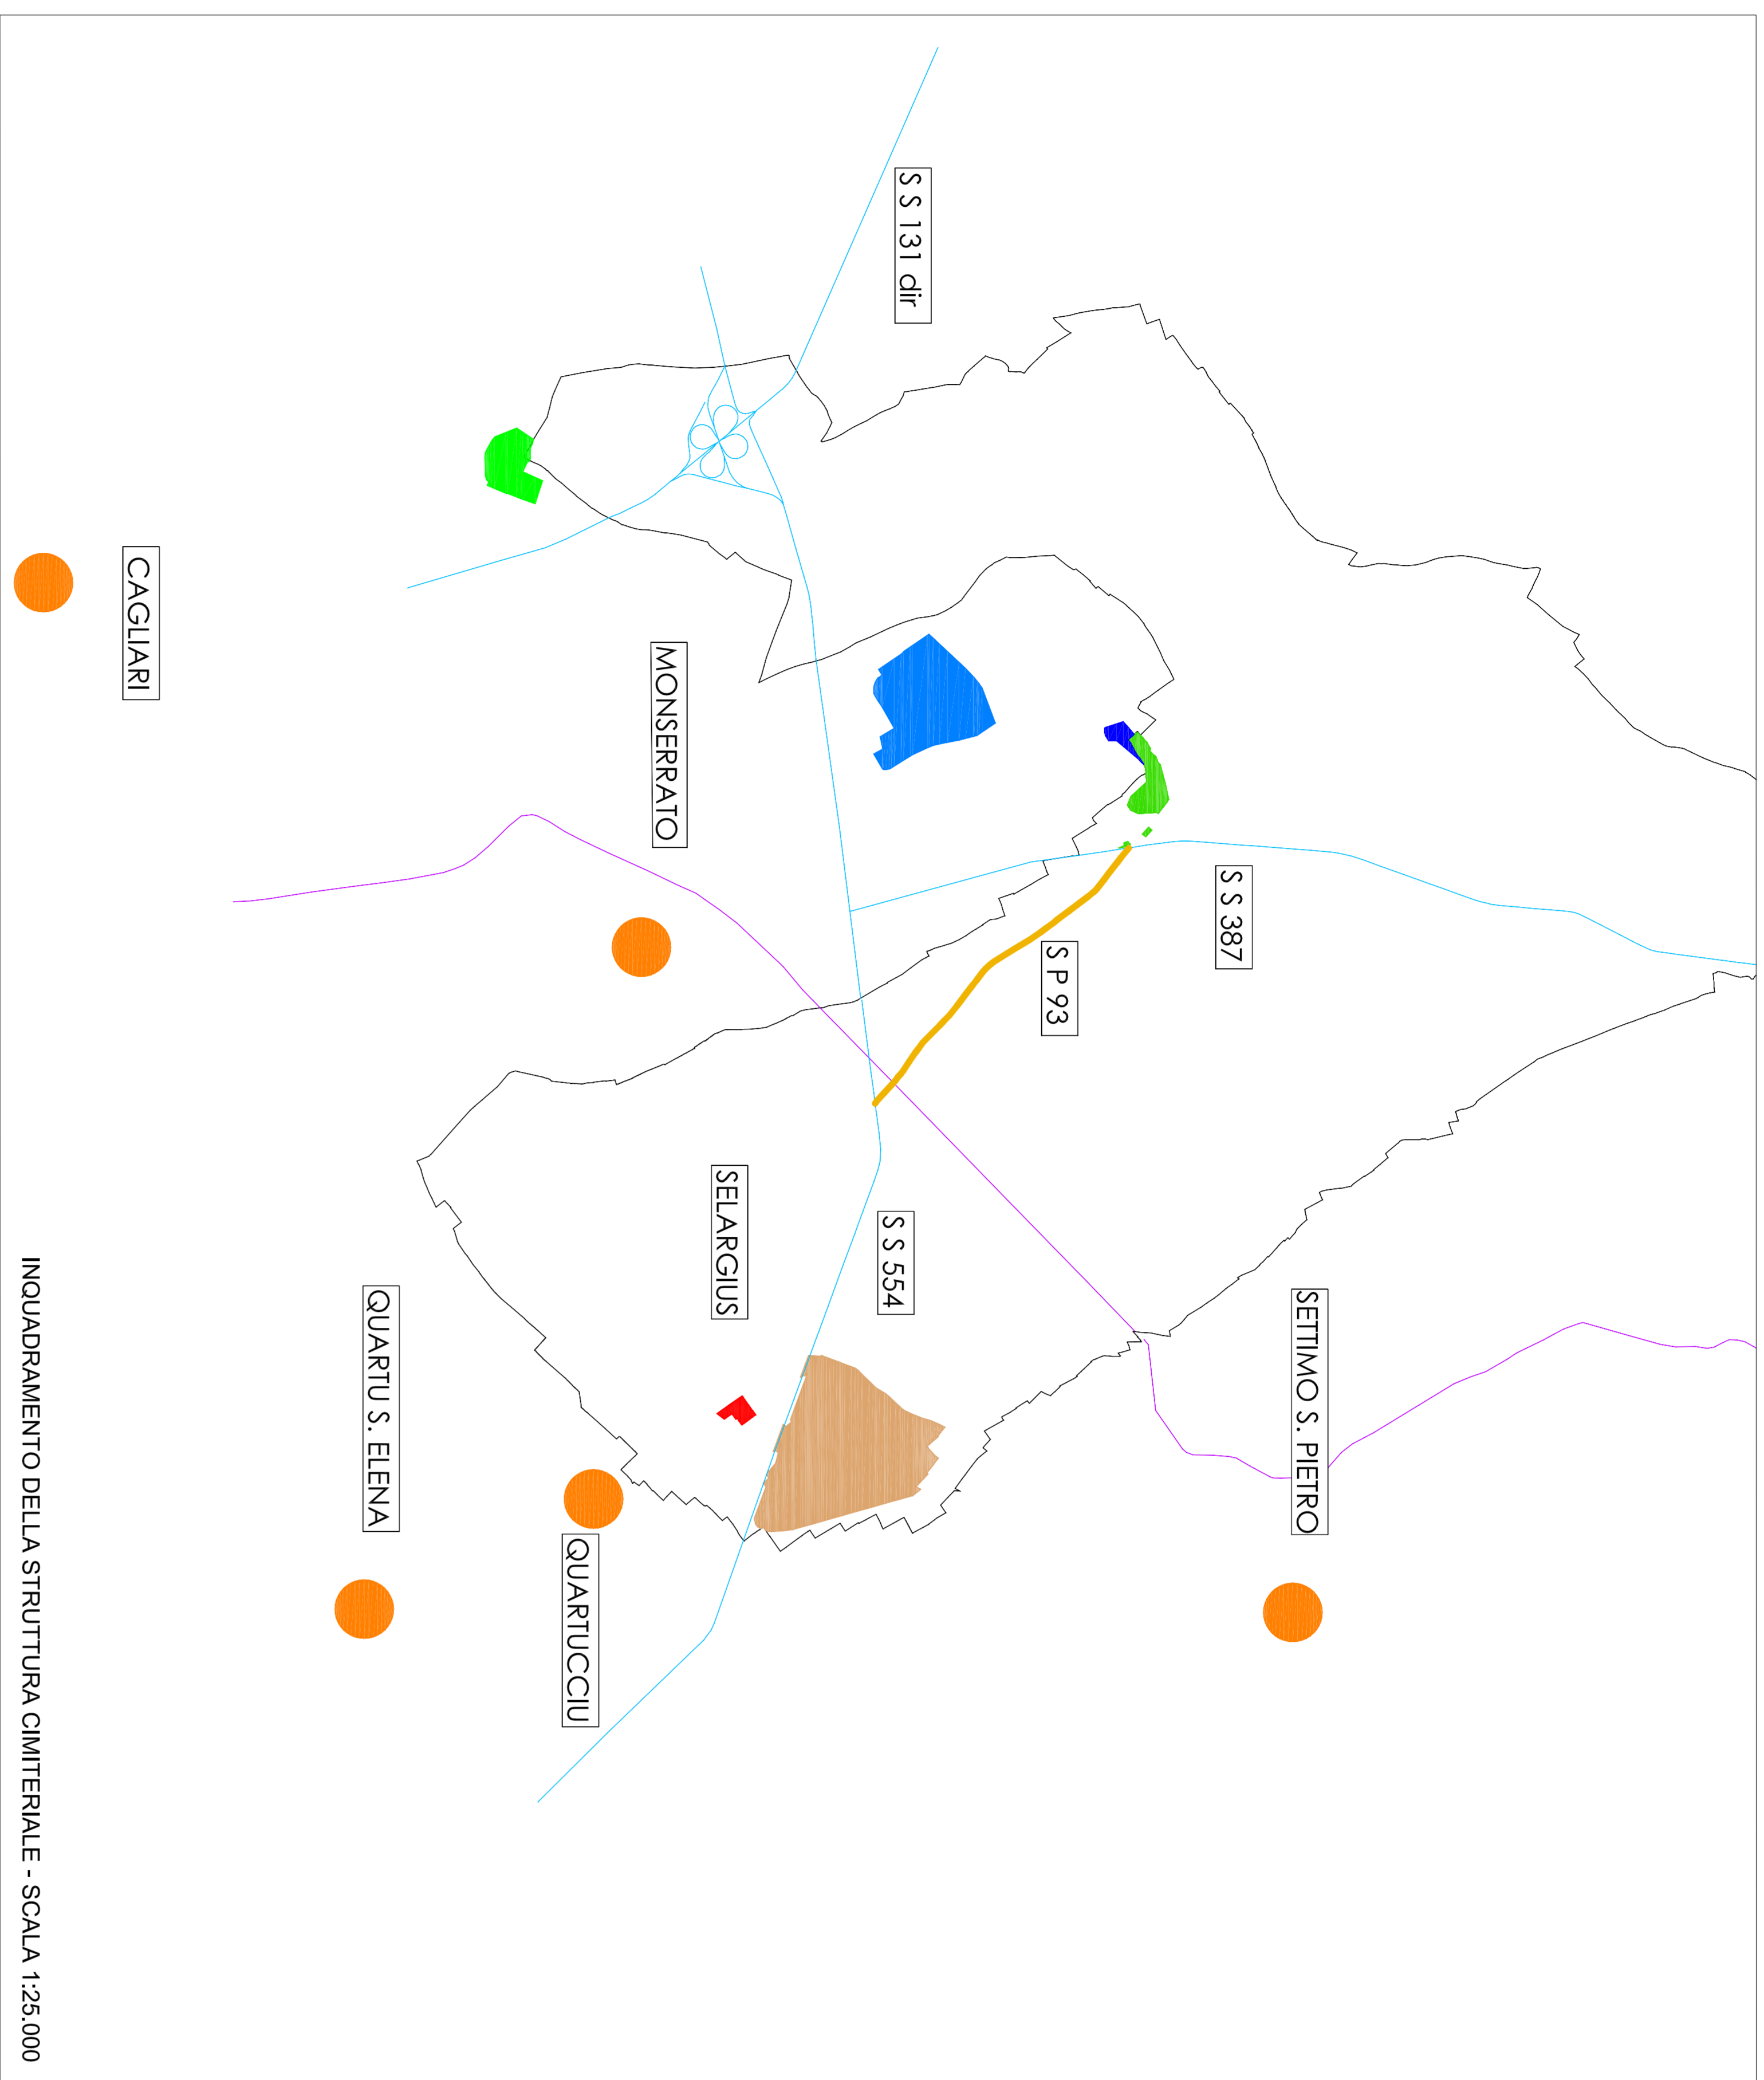 SETTIMO S. PIETRO
S S 387
S P 93
S S 131 dir
S S 554
SELARGIUS
MONSERRATO
QUARTUCCIU
QUARTU S. ELENA
CAGLIARI
INQUADRAMENTO DELLA STRUTTURA CIMITERIALE - SCALA 1:25.000